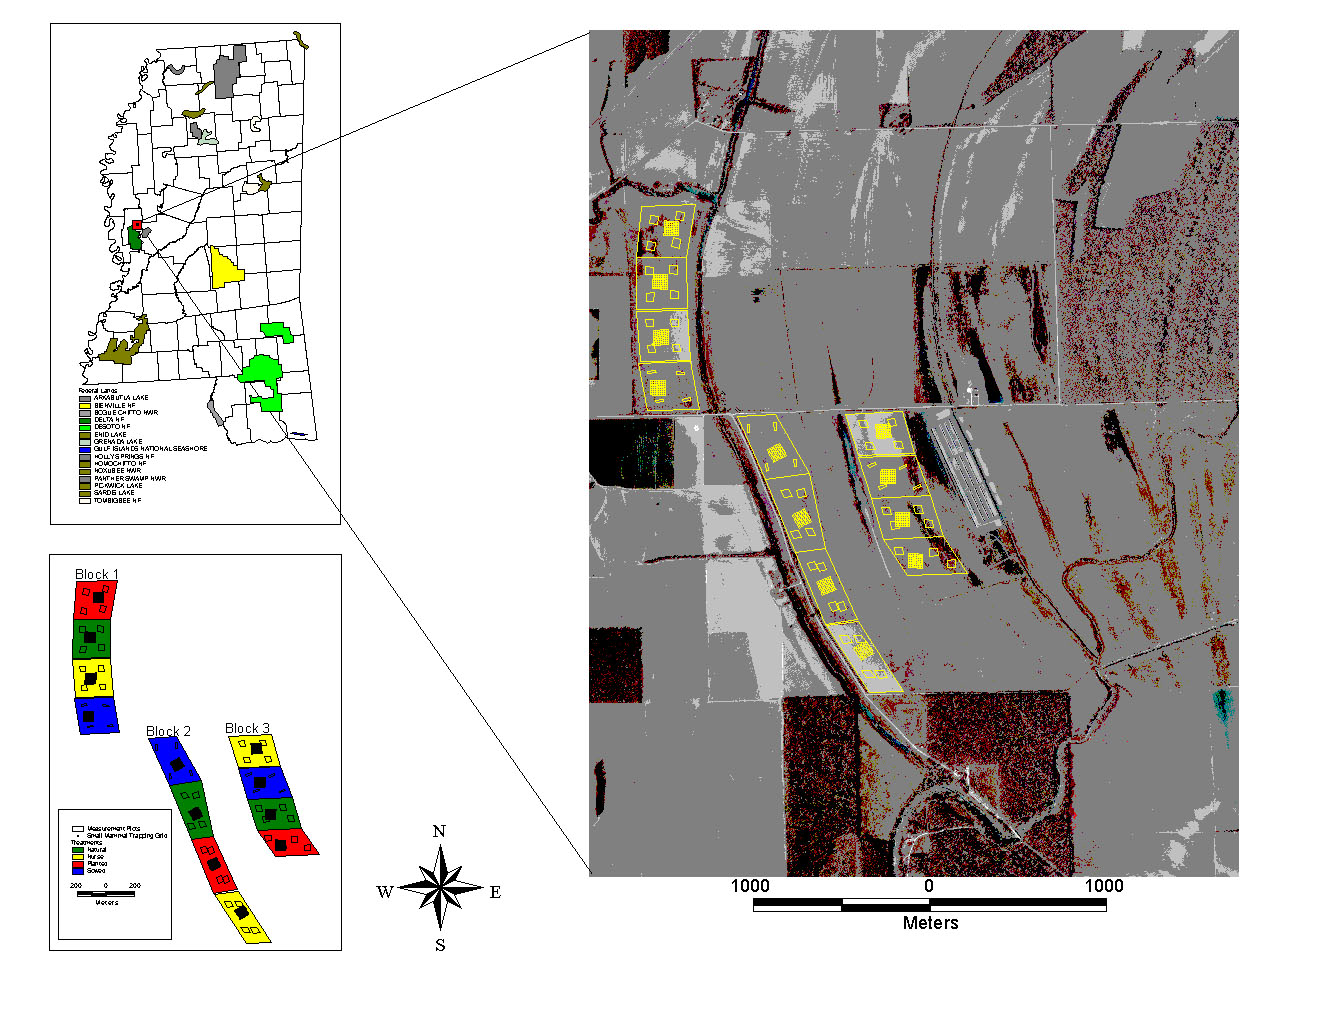 Federal Lands
ARKABUTLA LAKE
BIENVILLE NF
BOGUE CHITTO NWR
DELTA NF
DESOTO NF
ENID LAKE
GRENADA LAKE
GULF ISLANDS NATIONAL SEASHORE
HOLLY SPRINGS NF
HOMOCHITTO NF
NOXUBEE NWR
PANTHER SWAMP NWR
PICKWICK LAKE
SARDIS LAKE
TOMBIGBEE NF
Block 1
Block 2
Block 3
Measurement Plots
Small Mammal Trapping Grid
Treatments
Natural
Nurse
Planted
Sowed
200 0 200
Meters
N
W E
S
1000 0 1000
Meters